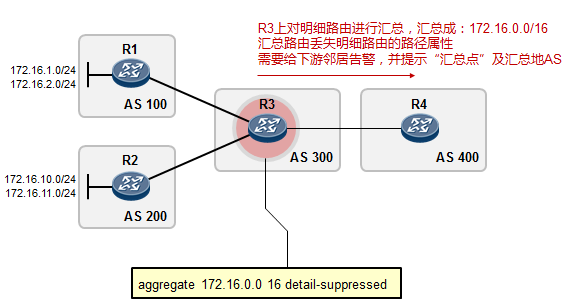 R3上对明细路由进行汇总，汇总成：172.16.0.0/16
汇总路由丢失明细路由的路径属性
需要给下游邻居告警，并提示“汇总点”及汇总地AS
R1
172.16.1.0/24
172.16.2.0/24
AS 100
R3
AS 300
R4
AS 400
R2
172.16.10.0/24
172.16.11.0/24
AS 200
aggregate 172.16.0.0 16 detail-suppressed